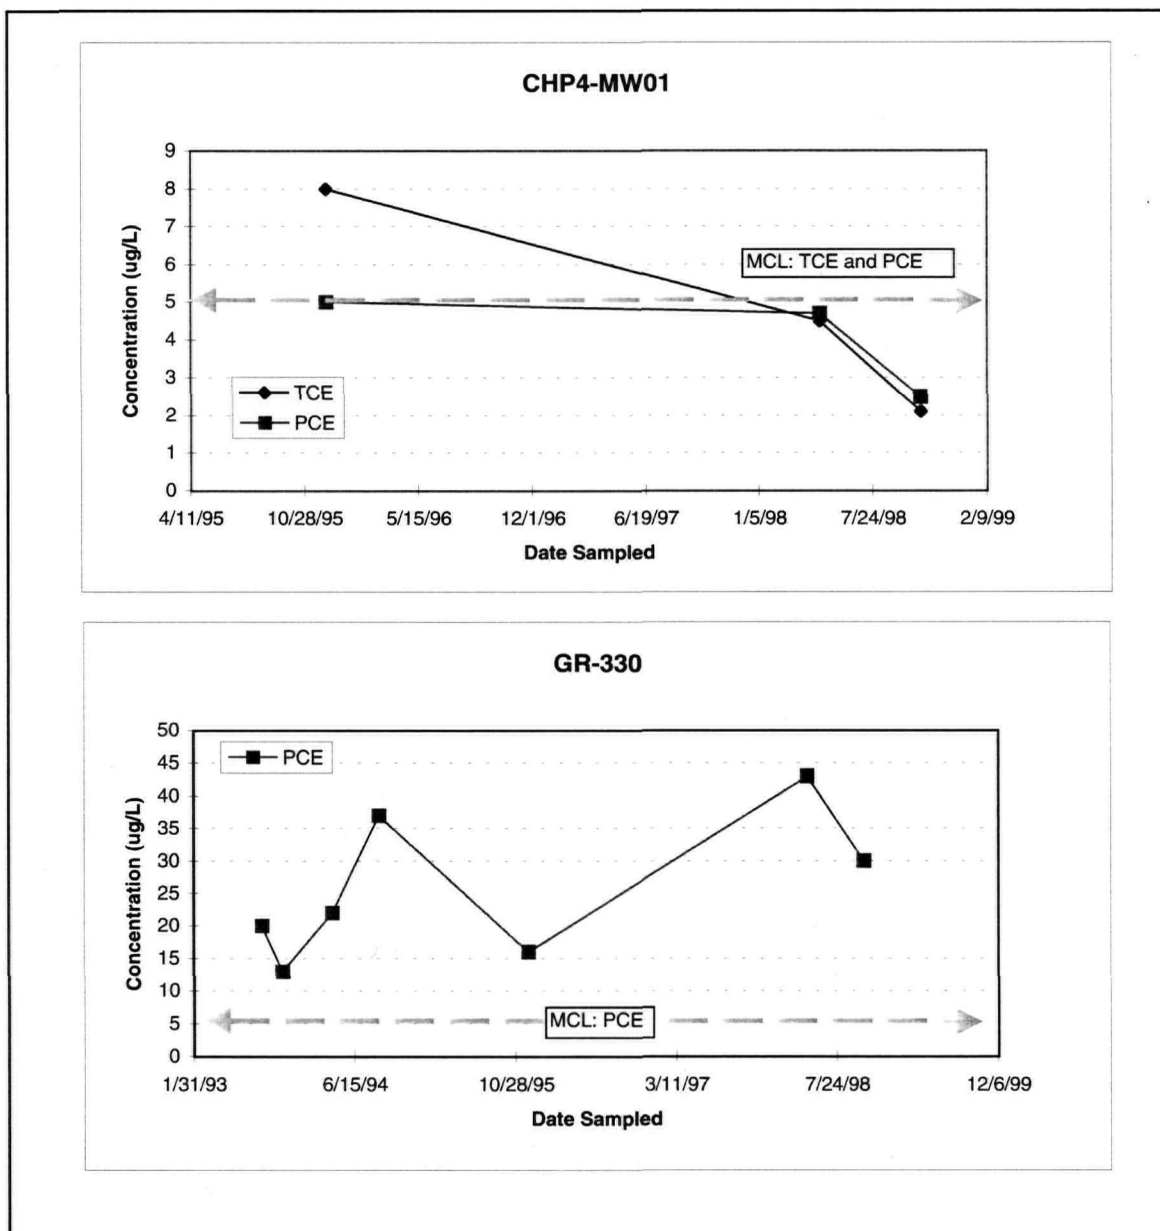 CHP4-MW01
Concentration (ug/L)
9
8
7
6
5
4
3
2
1
0
MCL: TCE and PCE
TCE
PCE
4/11/95 10/28/95 5/15/96 12/1/96 6/19/97 1/5/98 7/24/98 2/9/99
Date Sampled
GR-330
Concentration (ug/L)
50
45
40
35
30
25
20
15
10
5
0
PCE
MCL: PCE
1/31/93 6/15/94 10/28/95 3/11/97 7/24/98 12/6/99
Date Sampled